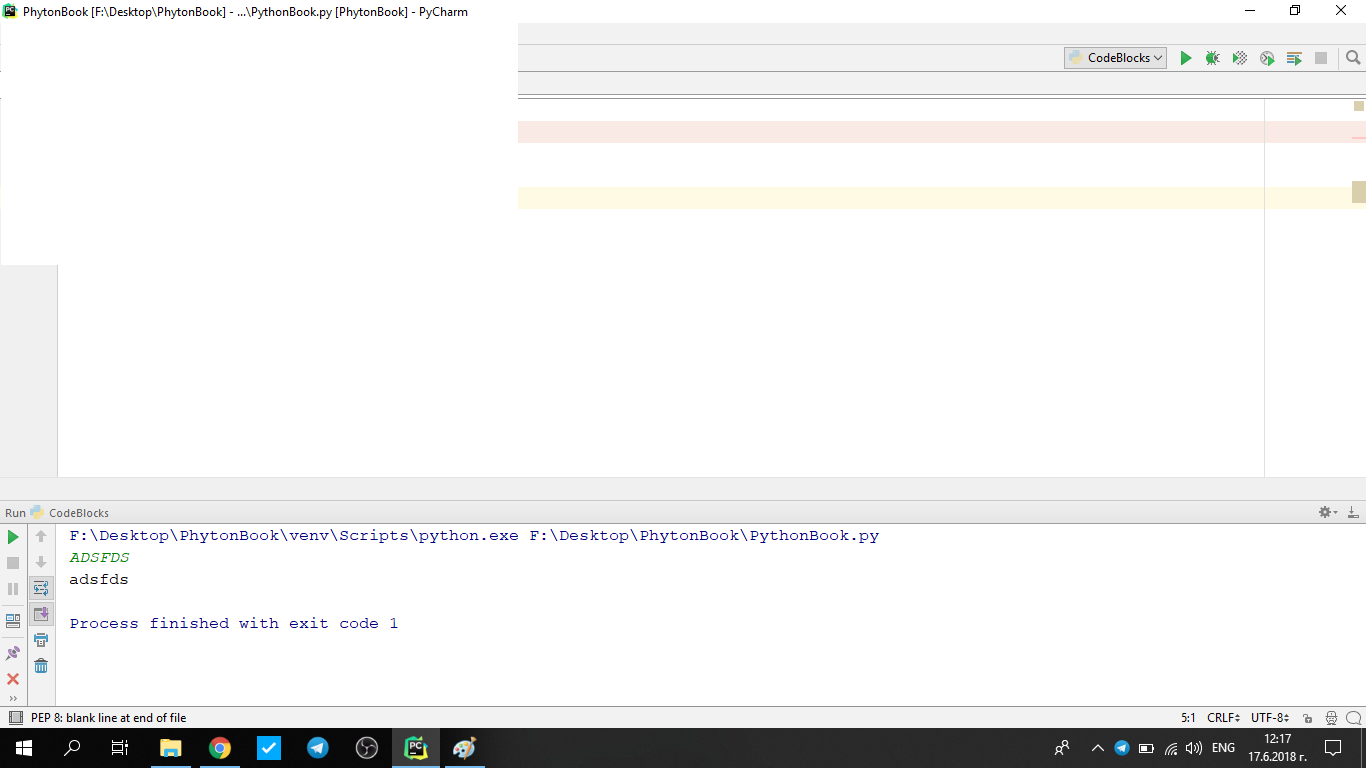 PhytonBook [F:\Desktop\PhytonBook] - ...\PythonBook.py [PhytonBook] - PyCharm
CodeBlocks
Run CodeBlocks
F:\Desktop\PhytonBook\venv\Scripts\python.exe F:\Desktop\PhytonBook\PythonBook.py
ADSFDS
adsfds
Process finished with exit code 1
PEP 8: blank line at end of file
5:1 CRLF UTF-8
ЕНГ
12:17
17.6.2018 г.